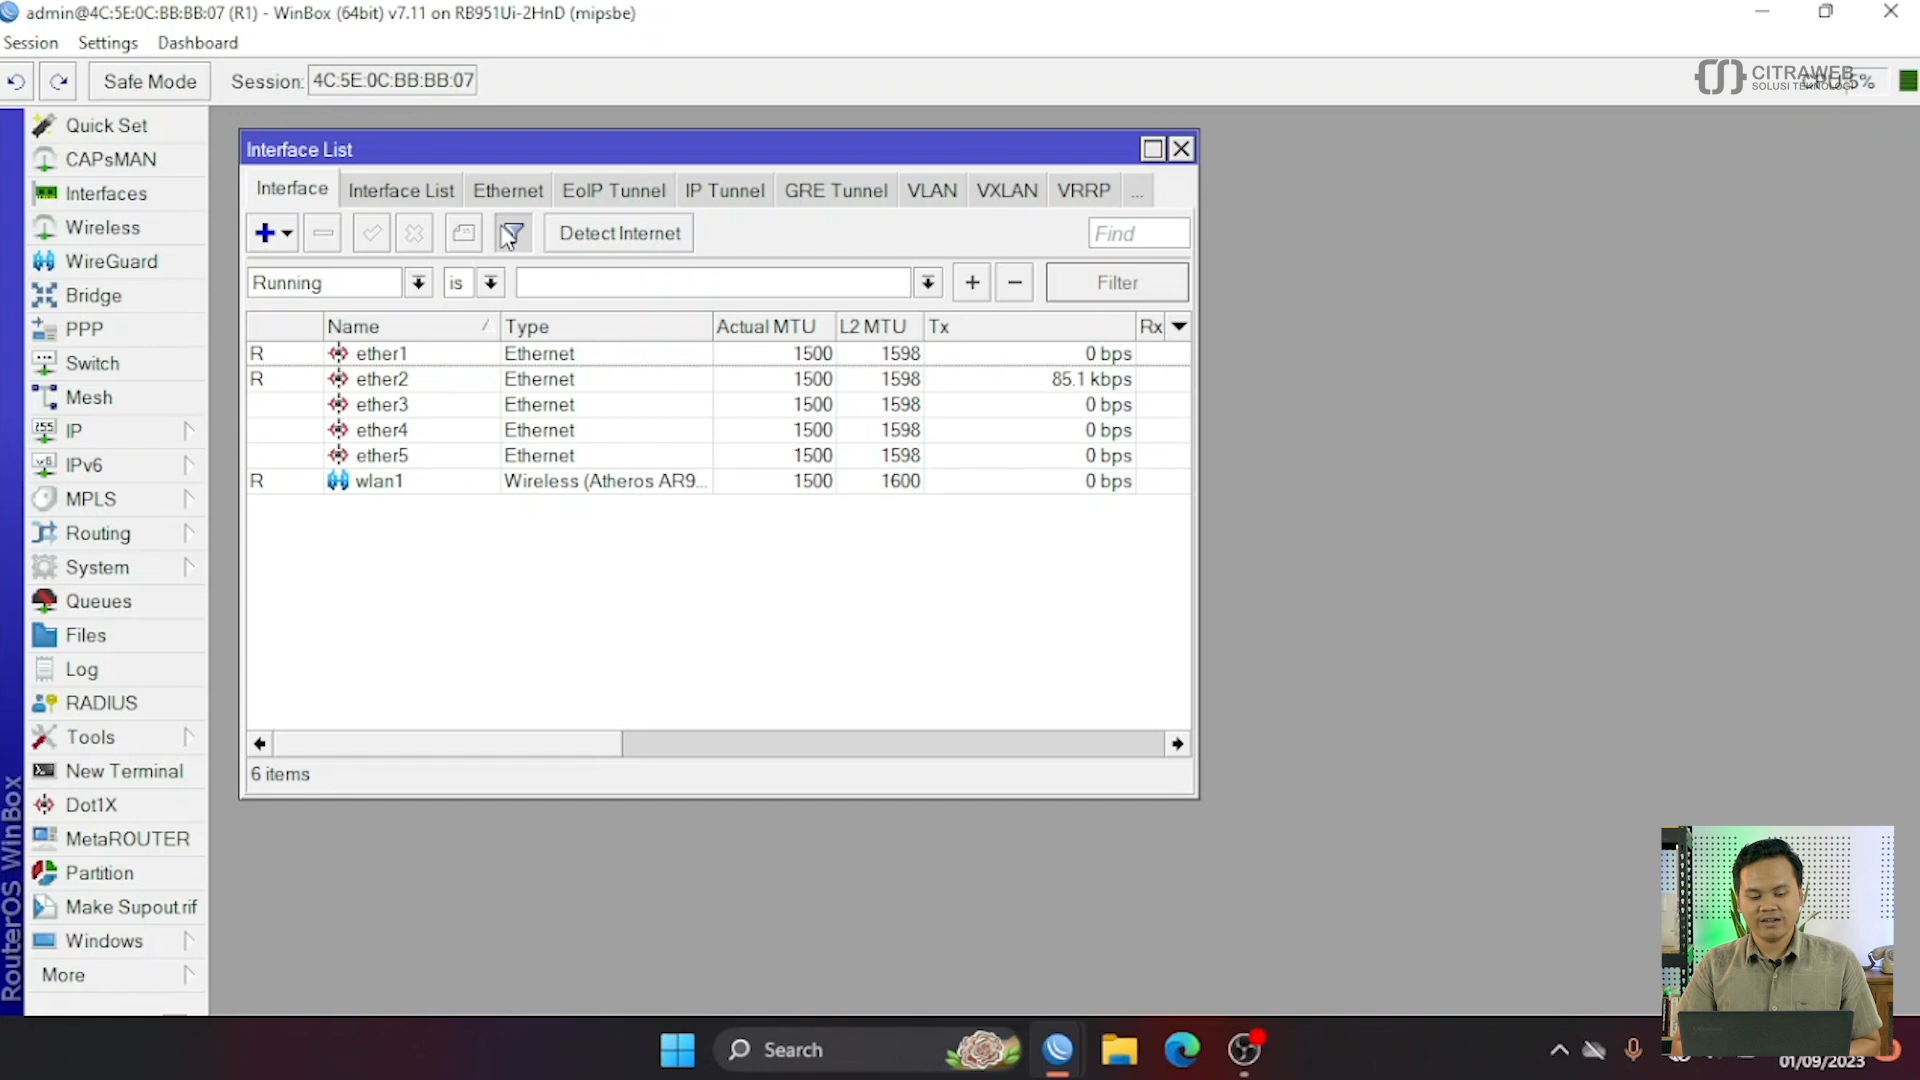 admin@4C:5E:0C:BB:BB:07 (R1) - WinBox (64bit) v7.11 on RB951Ui-2HnD (mipsbe)
Session Settings Dashboard
Safe Mode Session: 4C:5E:0C:BB:BB:07
CITRAWEB
SOLUSI TEKNOLOGI
Quick Set
CAPsMAN
Interfaces
Wireless
WireGuard
Bridge
PPP
Switch
Mesh
IP
IPv6
MPLS
Routing
System
Queues
Files
Log
RADIUS
Tools
New Terminal
Dot1X
MetaROUTER
Partition
Make Supout.rif
Windows
More
RouterOS WinBox
Interface List
Interface Interface List Ethernet EoIP Tunnel IP Tunnel GRE Tunnel VLAN VXLAN VRRP ...
Detect Internet Find
Running is + - Filter
Name Type Actual MTU L2 MTU Tx Rx
R ether1 Ethernet 1500 1598 0 bps
R ether2 Ethernet 1500 1598 85.1 kbps
ether3 Ethernet 1500 1598 0 bps
ether4 Ethernet 1500 1598 0 bps
ether5 Ethernet 1500 1598 0 bps
R wlan1 Wireless (Atheros AR9... 1500 1600 0 bps
6 items
Search
01/09/2023